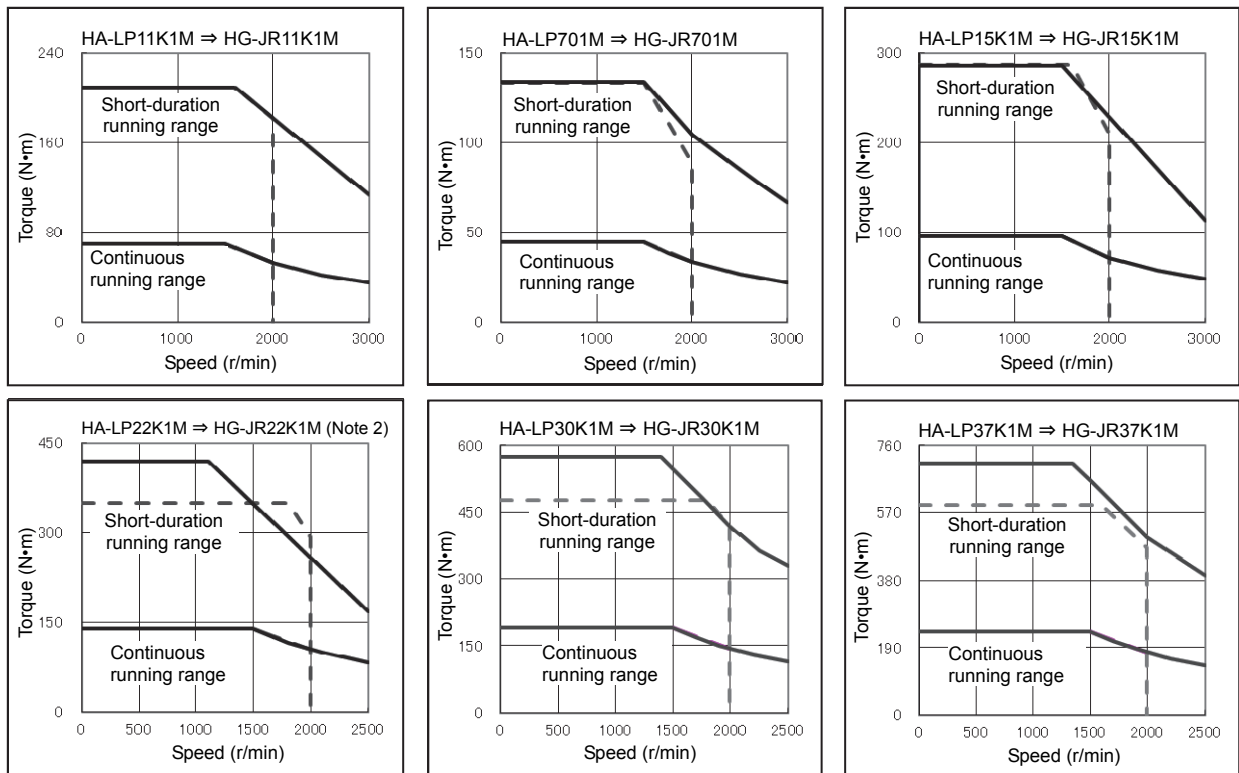 HA-LP11K1M ⇒ HG-JR11K1M
240
160
80
0
Torque (N•m)
Short-duration
running range
Continuous
running range
0 1000 2000 3000
Speed (r/min)
HA-LP701M ⇒ HG-JR701M
150
100
50
0
Torque (N•m)
Short-duration
running range
Continuous
running range
0 1000 2000 3000
Speed (r/min)
HA-LP15K1M ⇒ HG-JR15K1M
300
200
100
0
Torque (N•m)
Short-duration
running range
Continuous
running range
0 1000 2000 3000
Speed (r/min)
HA-LP22K1M ⇒ HG-JR22K1M (Note 2)
450
300
150
0
Torque (N•m)
Short-duration
running range
Continuous
running range
0 500 1000 1500 2000 2500
Speed (r/min)
HA-LP30K1M ⇒ HG-JR30K1M
600
450
300
150
0
Torque (N•m)
Short-duration
running range
Continuous
running range
0 500 1000 1500 2000 2500
Speed (r/min)
HA-LP37K1M ⇒ HG-JR37K1M
760
570
380
190
0
Torque (N•m)
Short-duration
running range
Continuous
running range
0 500 1000 1500 2000 2500
Speed (r/min)